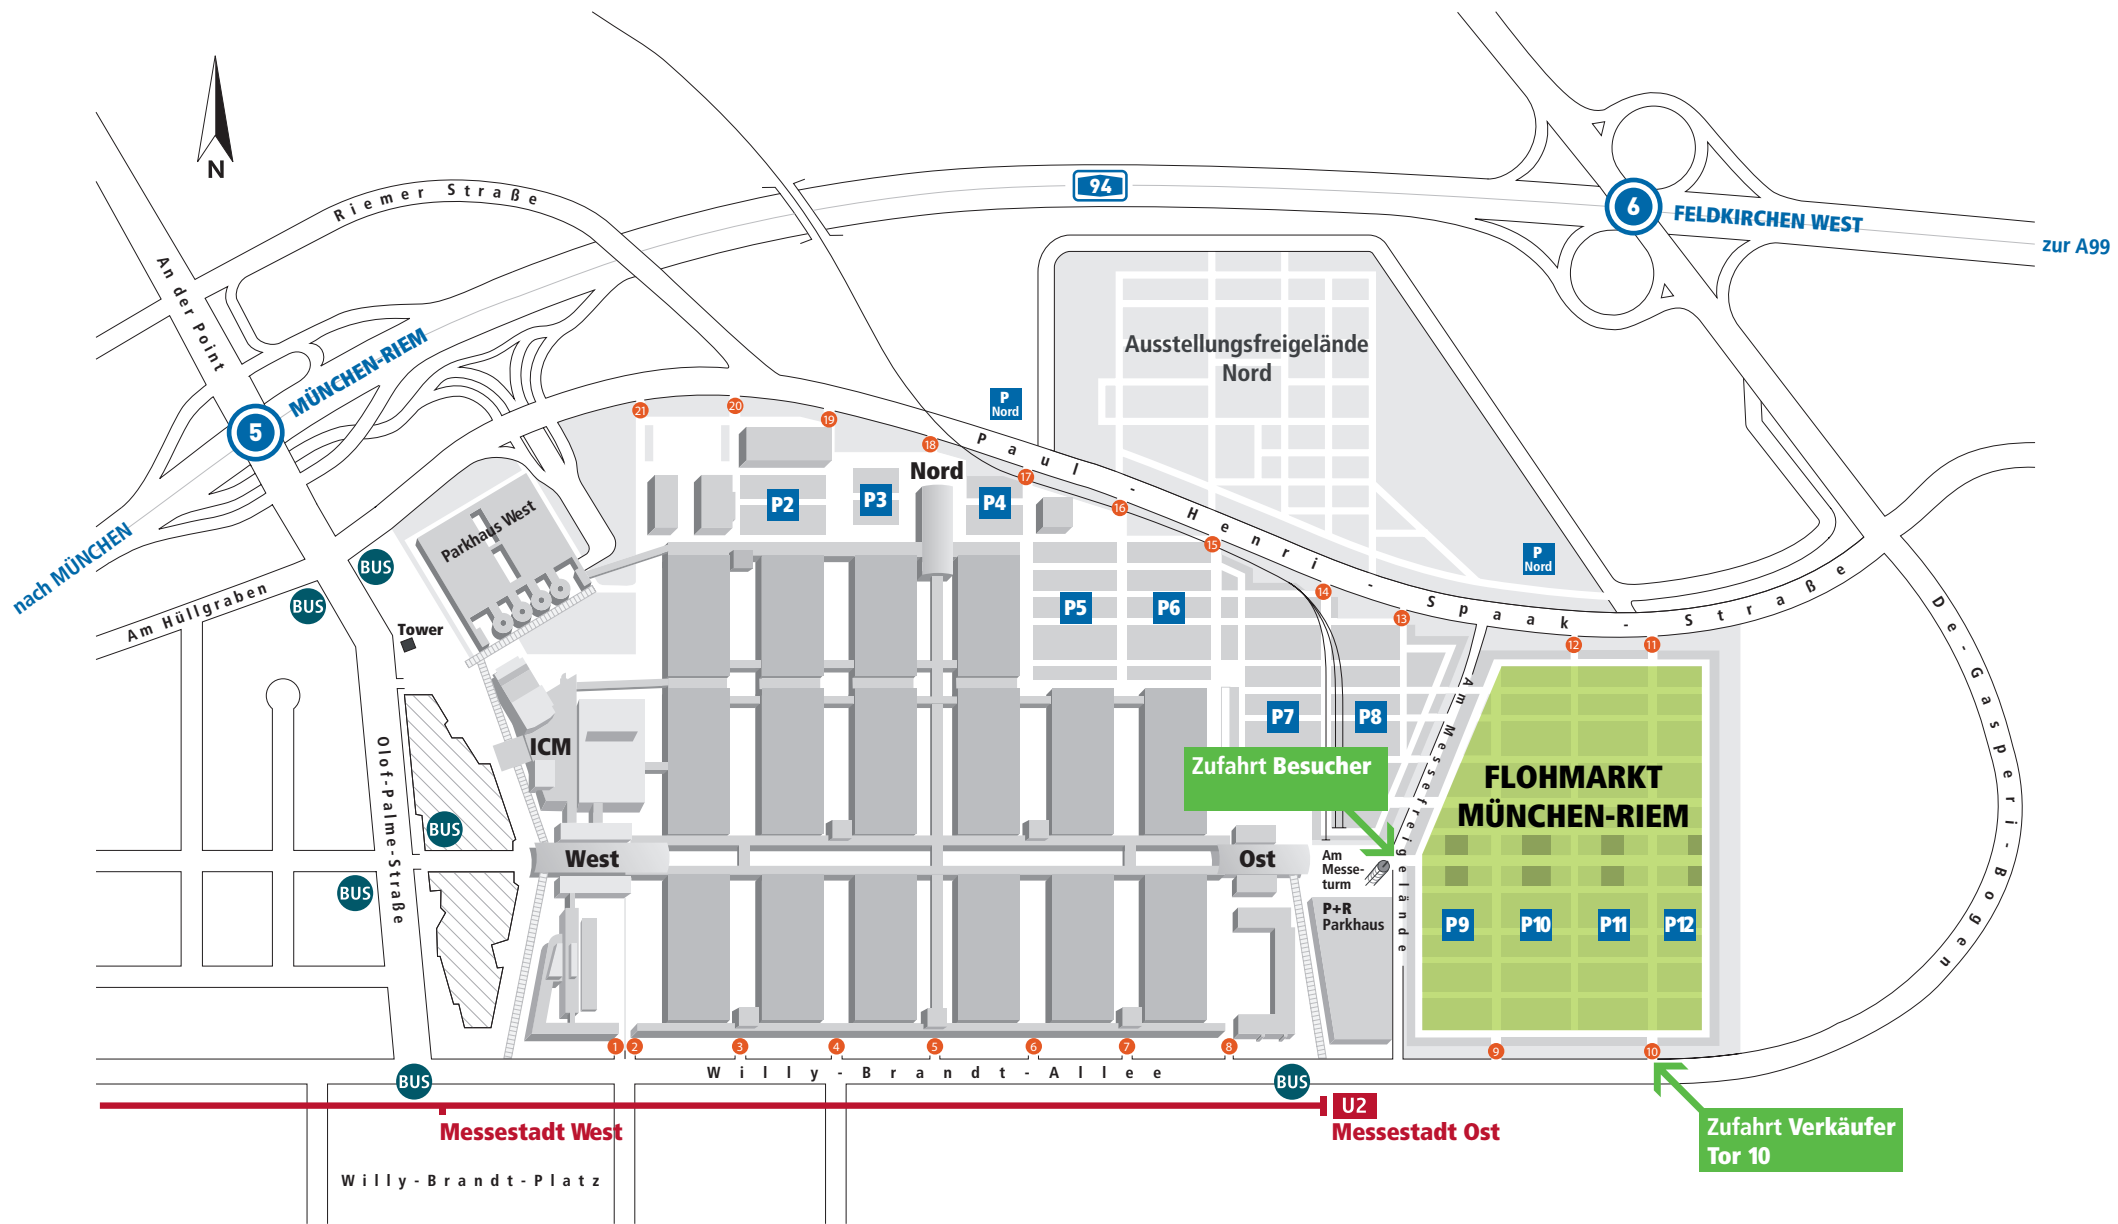 N
Riemer Straße
94
6
FELDKIRCHEN WEST
zur A99
An der Point
MÜNCHEN-RIEM
5
nach MÜNCHEN
Ausstellungsfreigelände
Nord
P
Nord
21
20
19
18
17
16
15
14
13
12
11
Paul-Henri-Spaak-Straße
Nord
P2
P3
P4
Parkhaus West
BUS
BUS
Am Hüllgraben
Tower
P
Nord
P5
P6
De-Gasperi-Bogen
P7
P8
Am Messefreigelände
ICM
Olof-Palme-Straße
Zufahrt Besucher
FLOHMARKT
MÜNCHEN-RIEM
BUS
West
Ost
Am
Messe-
turm
BUS
P+R
Parkhaus
P9
P10
P11
P12
1
2
3
4
5
6
7
8
9
10
Willy-Brandt-Allee
BUS
BUS
U2
Messestadt West
Messestadt Ost
Zufahrt Verkäufer
Tor 10
Willy-Brandt-Platz